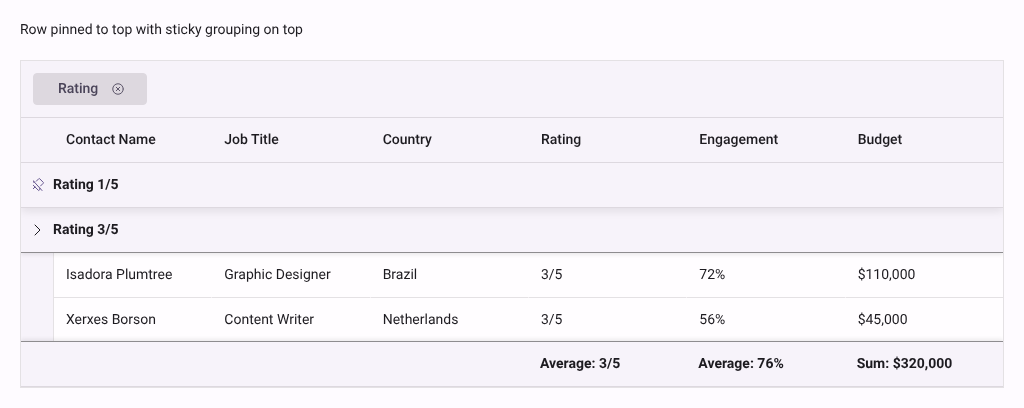 Row pinned to top with sticky grouping on top
Rating
Contact Name Job Title Country Rating Engagement Budget
Rating 1/5
Rating 3/5
Isadora Plumtree Graphic Designer Brazil 3/5 72% $110,000
Xerxes Borson Content Writer Netherlands 3/5 56% $45,000
Average: 3/5 Average: 76% Sum: $320,000